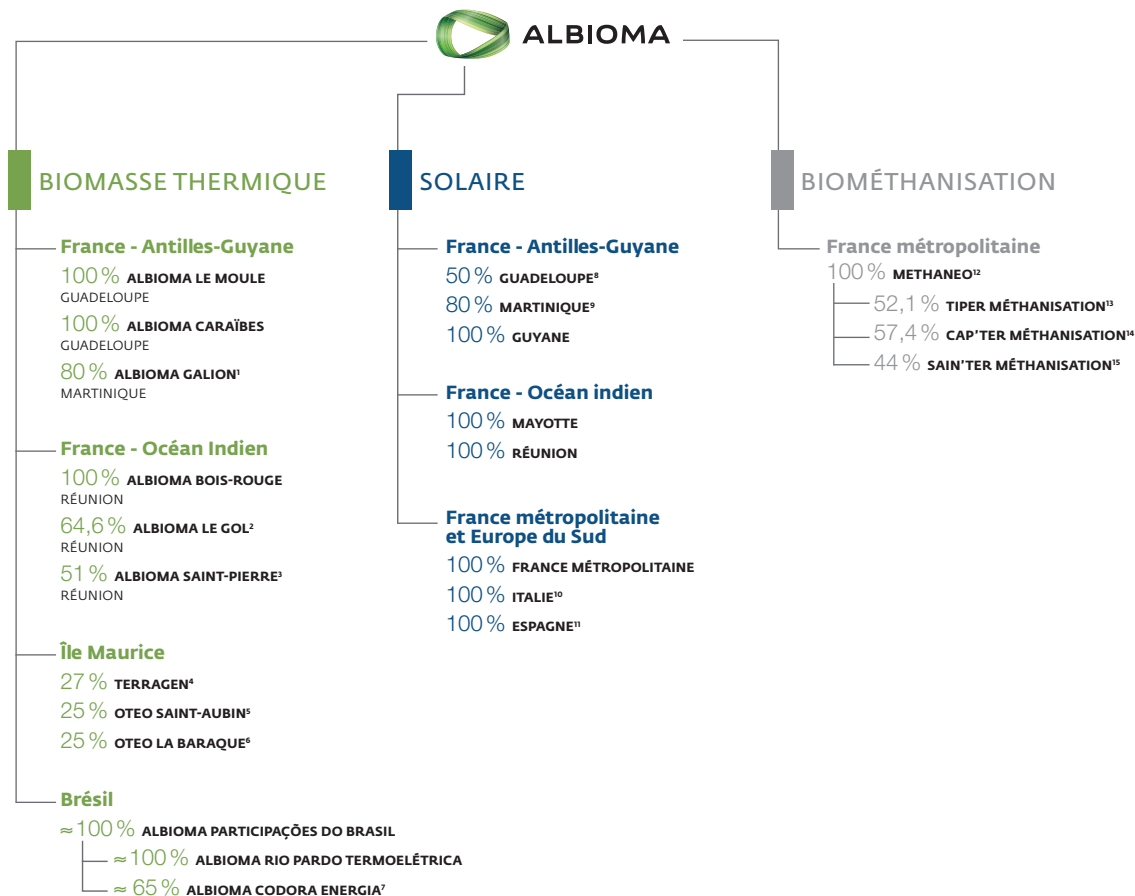 ALBIOMA
BIOMASSE THERMIQUE
France - Antilles-Guyane
100 % ALBIOMA LE MOULE
GUADELOUPE
100 % ALBIOMA CARAÏBES
GUADELOUPE
80 % ALBIOMA GALION¹
MARTINIQUE
France - Océan Indien
100 % ALBIOMA BOIS-ROUGE
RÉUNION
64,6 % ALBIOMA LE GOL²
RÉUNION
51 % ALBIOMA SAINT-PIERRE³
RÉUNION
Île Maurice
27 % TERRAGEN⁴
25 % OTEO SAINT-AUBIN⁵
25 % OTEO LA BARAQUE⁶
Brésil
≈ 100 % ALBIOMA PARTICIPAÇÕES DO BRASIL
≈ 100 % ALBIOMA RIO PARDO TERMOELÉTRICA
≈ 65 % ALBIOMA CODORA ENERGIA⁷
SOLAIRE
France - Antilles-Guyane
50 % GUADELOUPE⁸
80 % MARTINIQUE⁹
100 % GUYANE
France - Océan indien
100 % MAYOTTE
100 % RÉUNION
France métropolitaine
et Europe du Sud
100 % FRANCE MÉTROPOLITAINE
100 % ITALIE¹⁰
100 % ESPAGNE¹¹
BIOMÉTHANISATION
France métropolitaine
100 % METHANEO¹²
52,1 % TIPER MÉTHANISATION¹³
57,4 % CAP'TER MÉTHANISATION¹⁴
44 % SAIN'TER MÉTHANISATION¹⁵